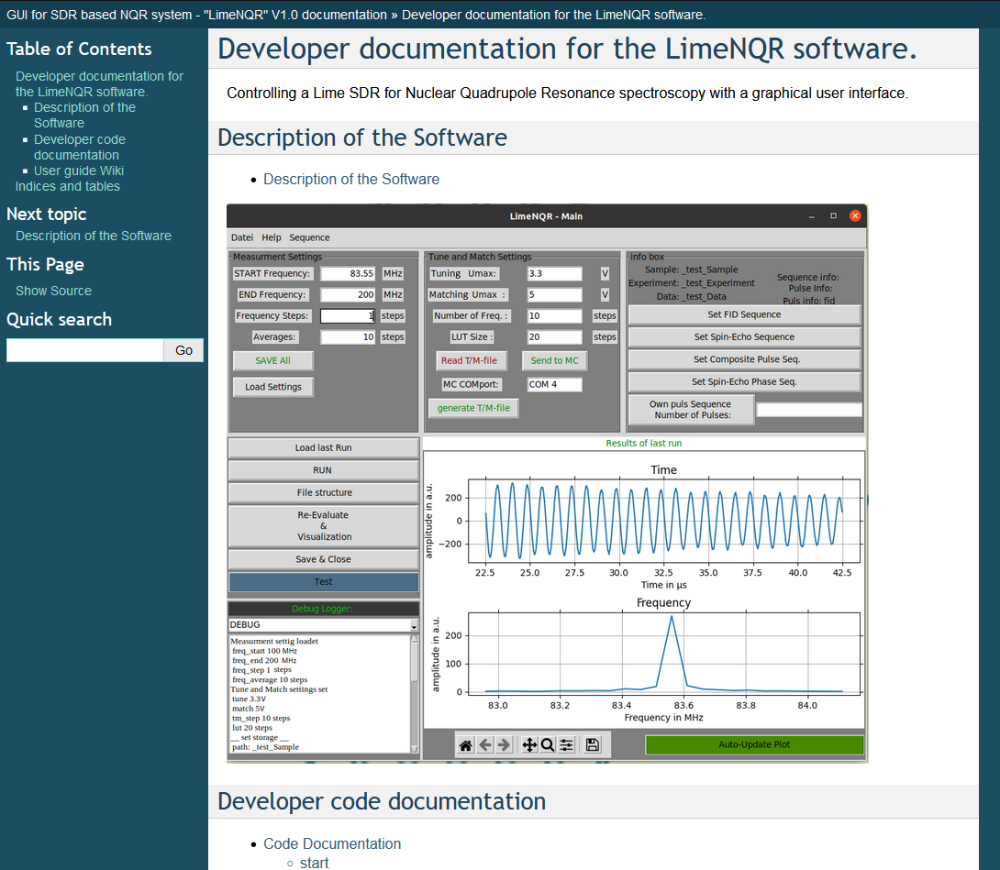 GUI for SDR based NQR system - "LimeNQR" V1.0 documentation » Developer documentation for the LimeNQR software.
Table of Contents
Developer documentation for
the LimeNQR software.
Description of the
Software
Developer code
documentation
User guide Wiki
Indices and tables
Next topic
Description of the Software
This Page
Show Source
Quick search
Go
Developer documentation for the LimeNQR software.
Controlling a Lime SDR for Nuclear Quadrupole Resonance spectroscopy with a graphical user interface.
Description of the Software
Description of the Software
LimeNQR - Main
Datei Help Sequence
Measurment Settings
START Frequency: 83.55 MHz
END Frequency: 200 MHz
Frequency Steps: 1 steps
Averages: 10 steps
SAVE All
Load Settings
Tune and Match Settings
Tuning Umax: 3.3 V
Matching Umax : 5 V
Number of Freq. : 10 steps
LUT Size : 20 steps
Read T/M-file Send to MC
MC COMport: COM 4
generate T/M-file
info box
Sample: _test_Sample
Experiment: _test_Experiment
Data: _test_Data
Sequence info:
Pulse Info:
Puls info: fid
Set FID Sequence
Set Spin-Echo Sequence
Set Composite Pulse Seq.
Set Spin-Echo Phase Seq.
Own puls Sequence
Number of Pulses:
Load last Run
RUN
File structure
Re-Evaluate
&
Visualization
Save & Close
Test
Debug Logger:
DEBUG
Measurment settig loadet
freq_start 100 MHz
freq_end 200 MHz
freq_step 1 steps
freq_average 10 steps
Tune and Match settings set
tune 3.3V
match 5V
tm_step 10 steps
lut 20 steps
__ set storage __
path: _test_Sample
Results of last run
Time
amplitude in a.u.
200
0
−200
22.5 25.0 27.5 30.0 32.5 35.0 37.5 40.0 42.5
Time in µs
Frequency
amplitude in a.u.
200
100
0
83.0 83.2 83.4 83.6 83.8 84.0
Frequency in MHz
Auto-Update Plot
Developer code documentation
Code Documentation
start